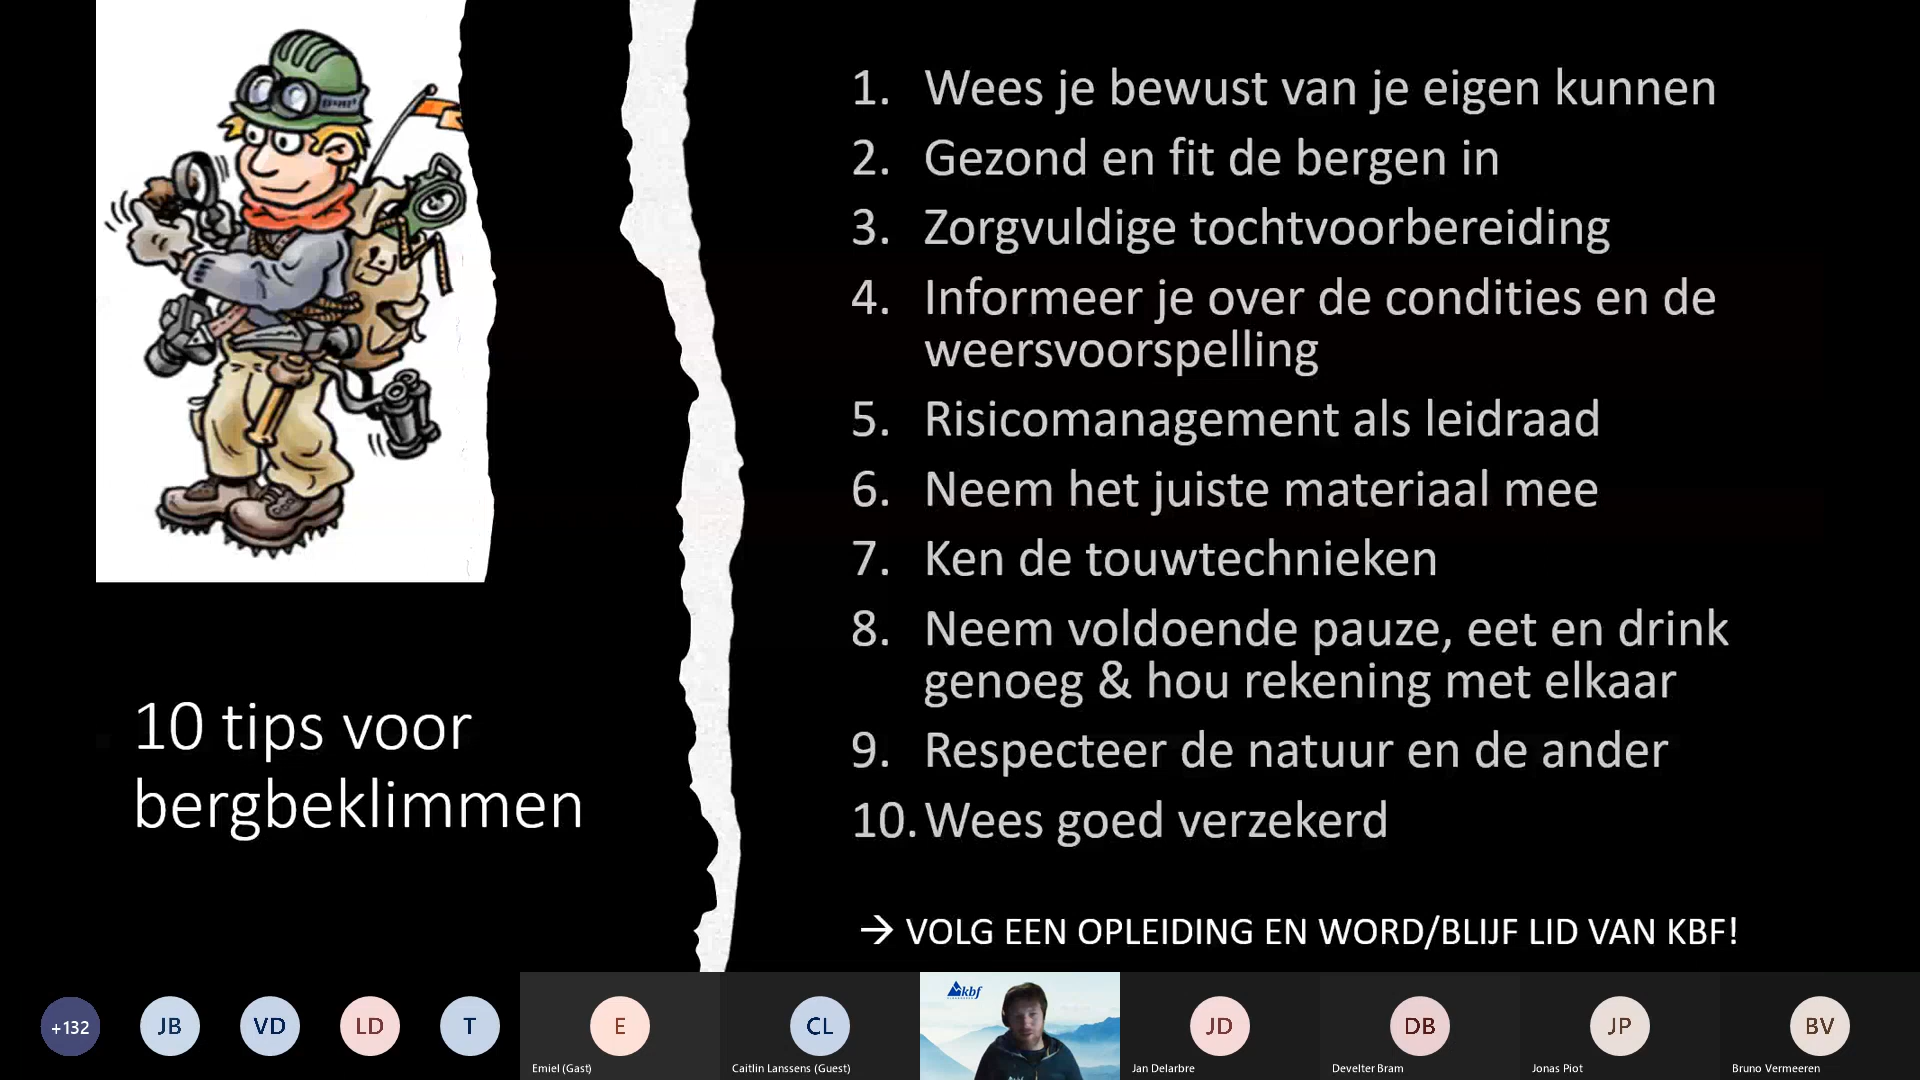 10 tips voor
bergbeklimmen
1. Wees je bewust van je eigen kunnen
2. Gezond en fit de bergen in
3. Zorgvuldige tochtvoorbereiding
4. Informeer je over de condities en de
weersvoorspelling
5. Risicomanagement als leidraad
6. Neem het juiste materiaal mee
7. Ken de touwtechnieken
8. Neem voldoende pauze, eet en drink
genoeg & hou rekening met elkaar
9. Respecteer de natuur en de ander
10. Wees goed verzekerd
→ VOLG EEN OPLEIDING EN WORD/BLIJF LID VAN KBF!
+132
JB
VD
LD
T
E
Emiel (Gast)
CL
Caitlin Lanssens (Guest)
kbf
JD
Jan Delarbre
DB
Develter Bram
JP
Jonas Piot
BV
Bruno Vermeeren